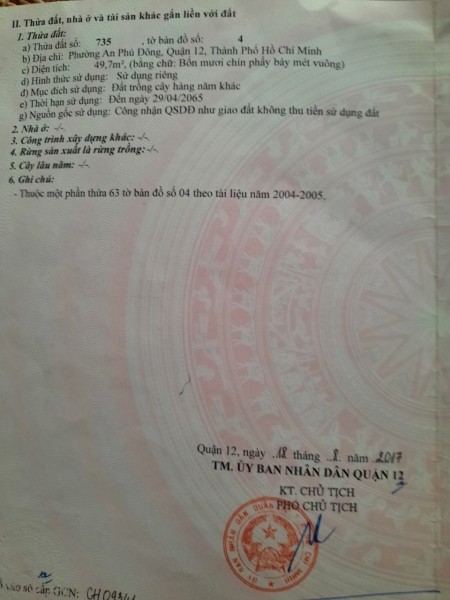 II. Thửa đất, nhà ở và tài sản khác gắn liền với đất
1. Thửa đất:
a) Thửa đất số: 735 , tờ bản đồ số: 4
b) Địa chỉ: Phường An Phú Đông, Quận 12, Thành Phố Hồ Chí Minh
c) Diện tích: 49,7m², (bằng chữ: Bốn mươi chín phẩy bảy mét vuông)
d) Hình thức sử dụng: Sử dụng riêng
đ) Mục đích sử dụng: Đất trồng cây hàng năm khác
e) Thời hạn sử dụng: Đến ngày 29/04/2065
g) Nguồn gốc sử dụng: Công nhận QSDĐ như giao đất không thu tiền sử dụng đất
2. Nhà ở: -/-
3. Công trình xây dựng khác: -/-
4. Rừng sản xuất là rừng trồng: -/-
5. Cây lâu năm: -/-
6. Ghi chú:
- Thuộc một phần thửa 63 tờ bản đồ số 04 theo tài liệu năm 2004-2005.
Quận 12, ngày 18 tháng 8 năm 2017
TM. ỦY BAN NHÂN DÂN QUẬN 12
KT. CHỦ TỊCH
PHÓ CHỦ TỊCH
số cấp GCN: